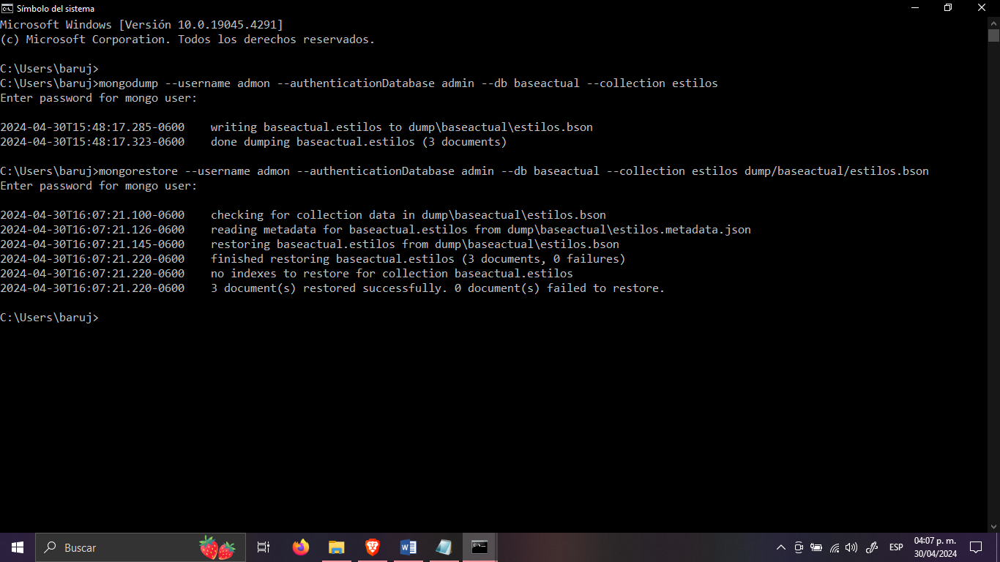 Símbolo del sistema
Microsoft Windows [Versión 10.0.19045.4291]
(c) Microsoft Corporation. Todos los derechos reservados.
C:\Users\baruj>
C:\Users\baruj>mongodump --username admon --authenticationDatabase admin --db baseactual --collection estilos
Enter password for mongo user:
2024-04-30T15:48:17.285-0600    writing baseactual.estilos to dump\baseactual\estilos.bson
2024-04-30T15:48:17.323-0600    done dumping baseactual.estilos (3 documents)
C:\Users\baruj>mongorestore --username admon --authenticationDatabase admin --db baseactual --collection estilos dump/baseactual/estilos.bson
Enter password for mongo user:
2024-04-30T16:07:21.100-0600    checking for collection data in dump\baseactual\estilos.bson
2024-04-30T16:07:21.126-0600    reading metadata for baseactual.estilos from dump\baseactual\estilos.metadata.json
2024-04-30T16:07:21.145-0600    restoring baseactual.estilos from dump\baseactual\estilos.bson
2024-04-30T16:07:21.220-0600    finished restoring baseactual.estilos (3 documents, 0 failures)
2024-04-30T16:07:21.220-0600    no indexes to restore for collection baseactual.estilos
2024-04-30T16:07:21.220-0600    3 document(s) restored successfully. 0 document(s) failed to restore.
C:\Users\baruj>
Buscar
ESP
04:07 p. m.
30/04/2024